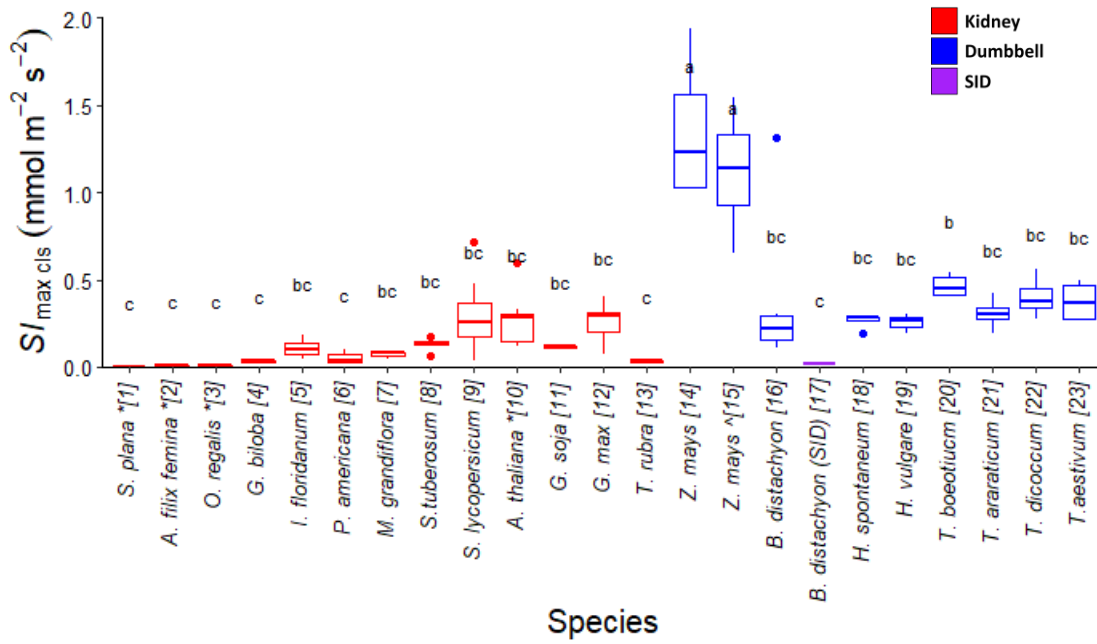 2.0
1.5
1.0
0.5
0.0
SI max cls (mmol m⁻² s⁻²)
Kidney
Dumbbell
SID
c
c
c
c
bc
c
bc
bc
bc
bc
bc
bc
c
a
a
bc
c
bc
bc
b
bc
bc
bc
S. plana *[1]
A. filix femina *[2]
O. regalis *[3]
G. biloba [4]
I. floridanum [5]
P. americana [6]
M. grandiflora [7]
S.tuberosum [8]
S. lycopersicum [9]
A. thaliana *[10]
G. soja [11]
G. max [12]
T. rubra [13]
Z. mays [14]
Z. mays ^[15]
B. distachyon [16]
B. distachyon (SID) [17]
H. spontaneum [18]
H. vulgare [19]
T. boeotiucm [20]
T. araraticum [21]
T. dicoccum [22]
T.aestivum [23]
Species